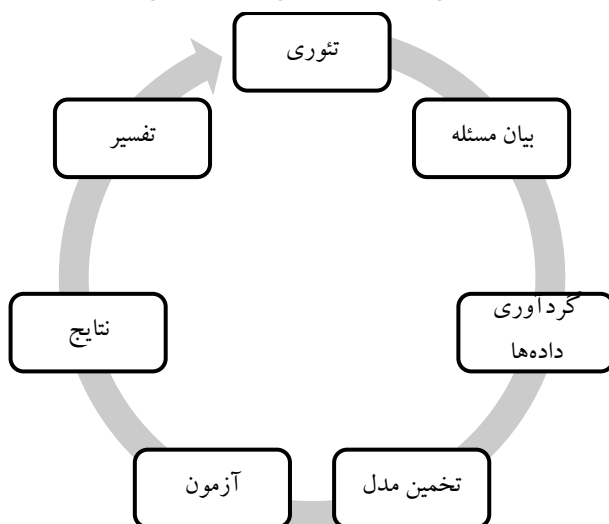 تئوری
بیان مسئله
گردآوری
داده‌ها
تخمین مدل
آزمون
نتایج
تفسیر